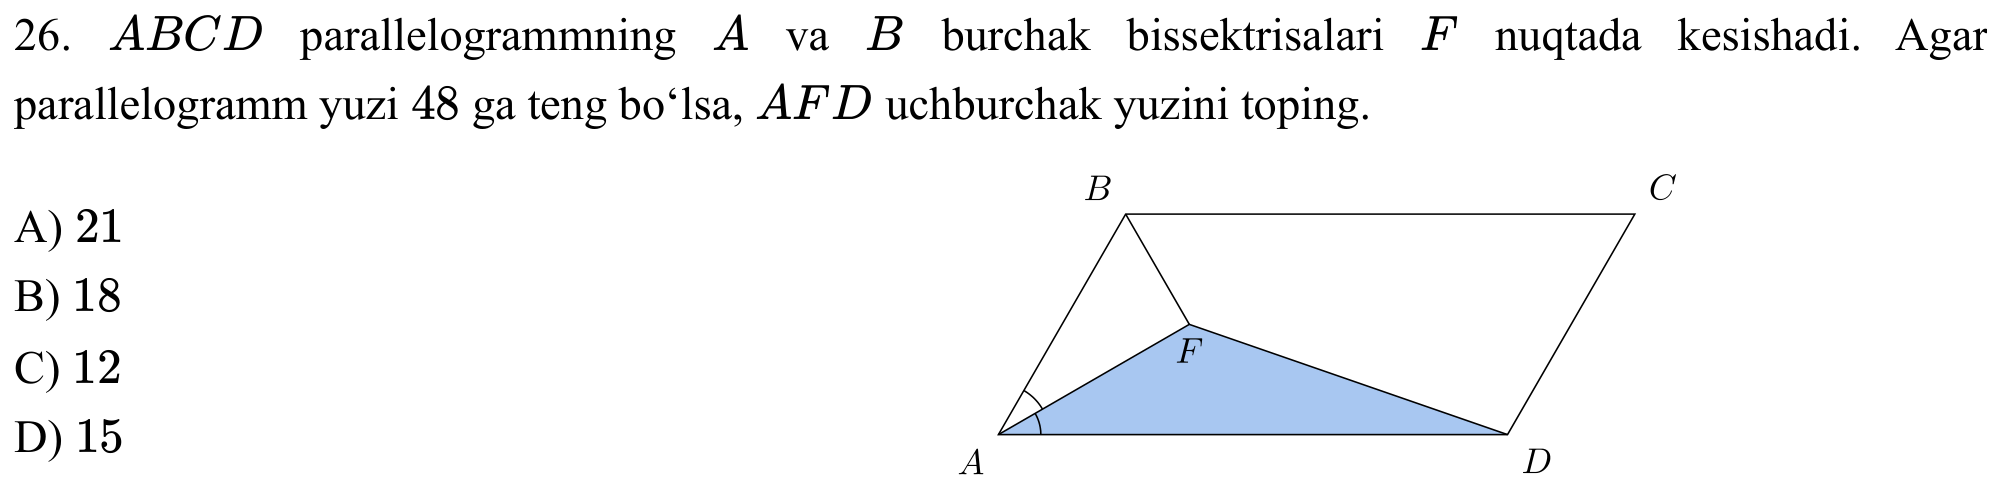 26. ABCD parallelogrammning A va B burchak bissektrisalari F nuqtada kesishadi. Agar
parallelogramm yuzi 48 ga teng bo‘lsa, AFD uchburchak yuzini toping.
A) 21
B) 18
C) 12
D) 15
B
C
F
A
D